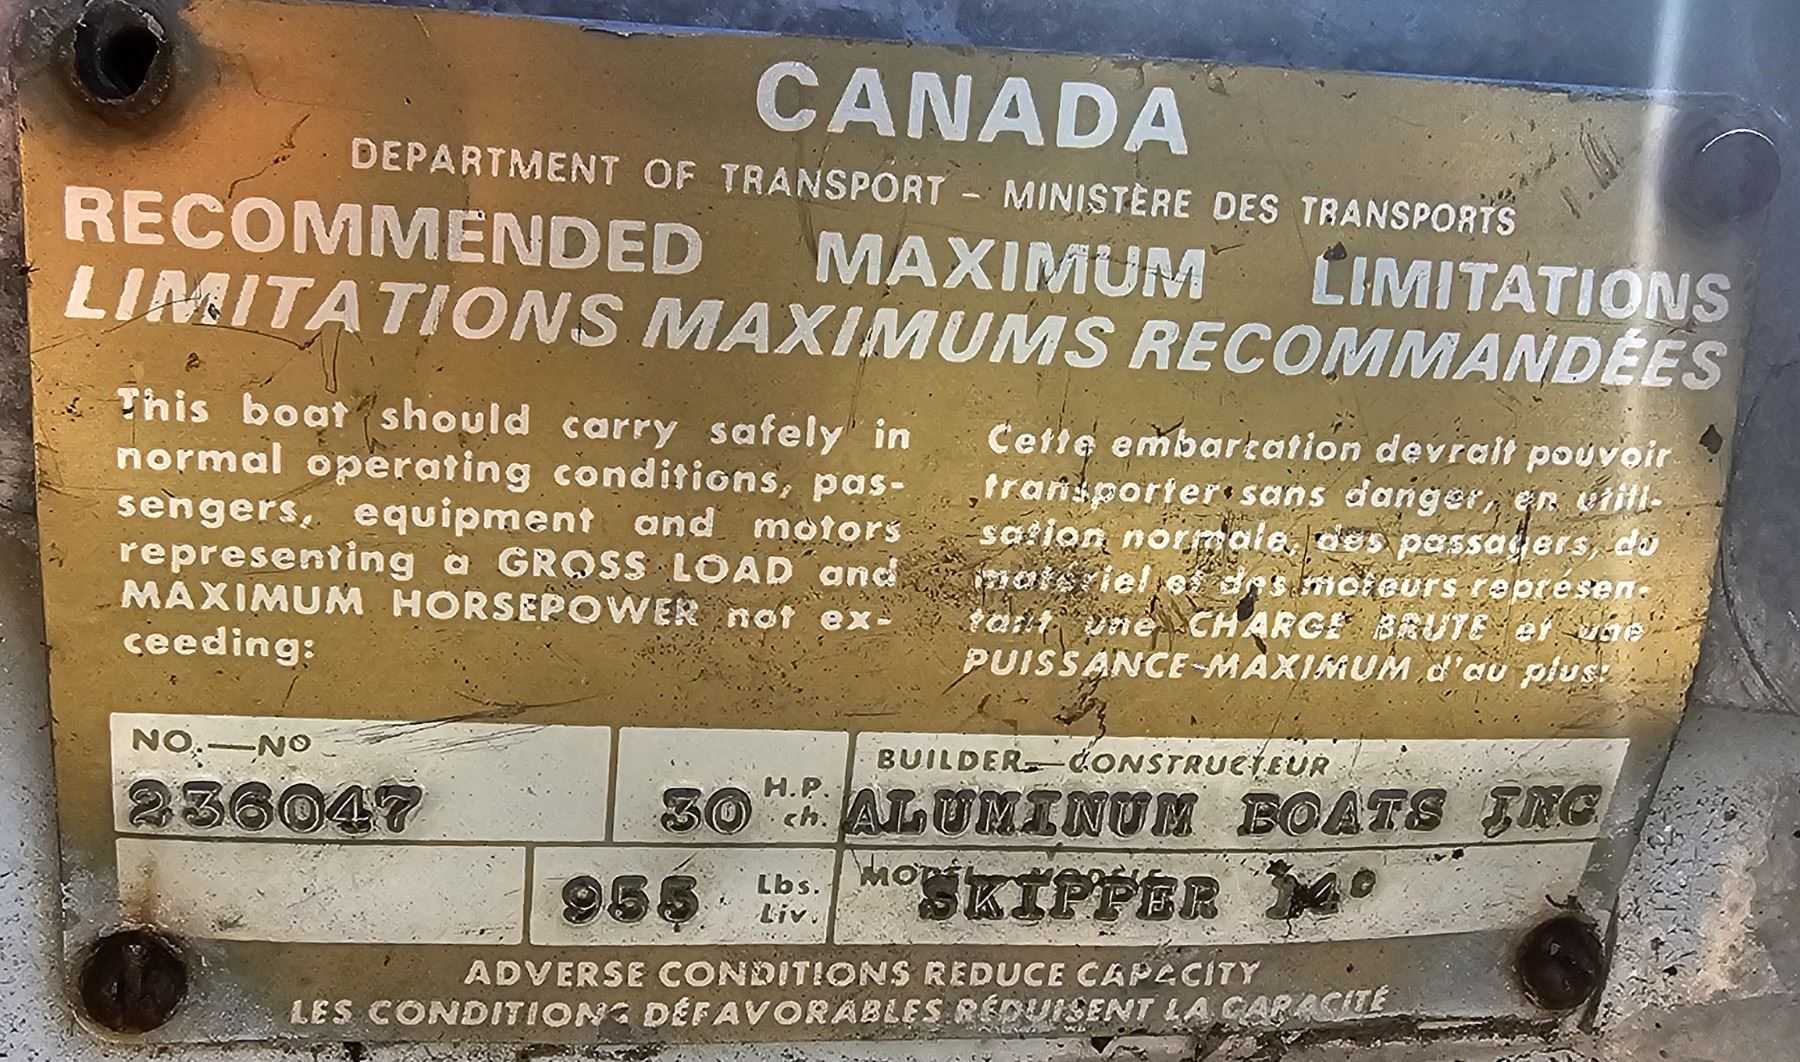 CANADA
DEPARTMENT OF TRANSPORT – MINISTÈRE DES TRANSPORTS
RECOMMENDED MAXIMUM LIMITATIONS
LIMITATIONS MAXIMUMS RECOMMANDÉES
This boat should carry safely in
normal operating conditions, pas-
sengers, equipment and motors
representing a GROSS LOAD and
MAXIMUM HORSEPOWER not ex-
ceeding:
Cette embarcation devrait pouvoir
transporter sans danger, en utili-
sation normale, des passagers, du
matériel et des moteurs représen-
tant une CHARGE BRUTE et une
PUISSANCE-MAXIMUM d'au plus:
NO.—Nº
236047
30 H.P.
ch.
BUILDER—CONSTRUCTEUR
ALUMINUM BOATS INC
955 Lbs.
Liv.
MODEL—MODÈLE
SKIPPER 14°
ADVERSE CONDITIONS REDUCE CAPACITY
LES CONDITIONS DÉFAVORABLES RÉDUISENT LA CAPACITÉ